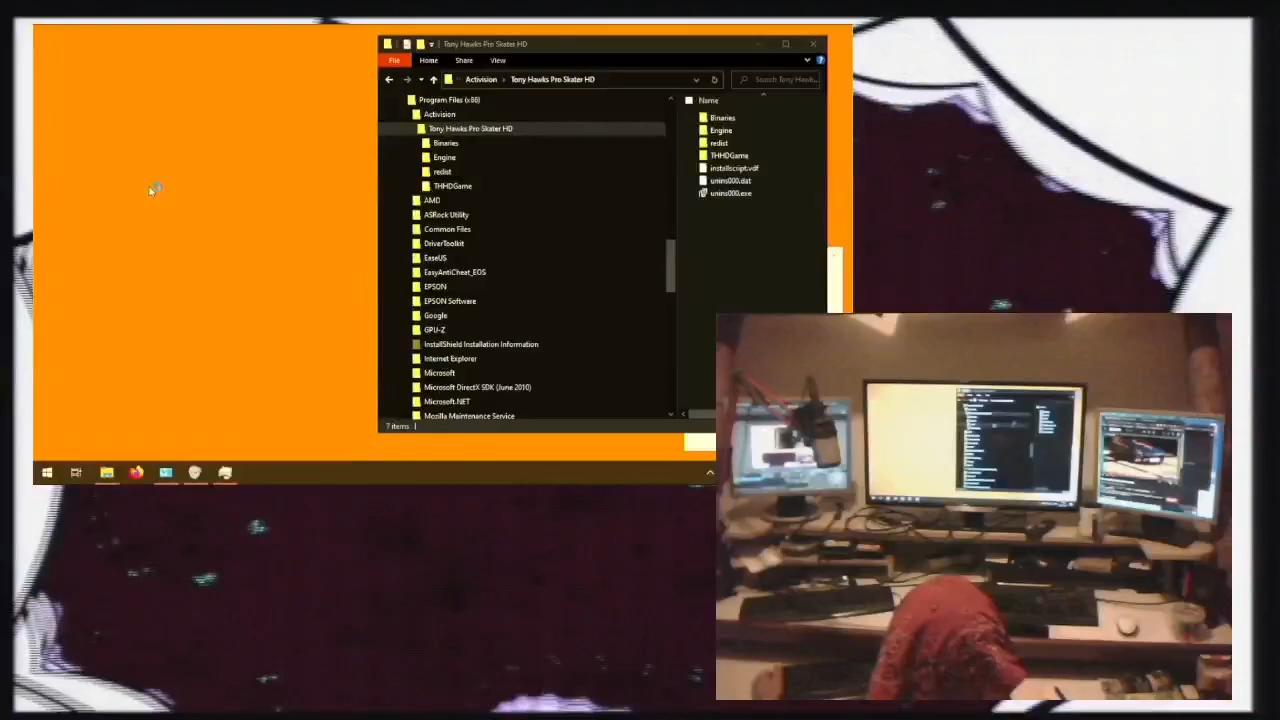 Tony Hawks Pro Skater HD
File Home Share View
Activision Tony Hawks Pro Skater HD Search Tony Hawk...
Program Files (x86)
Activision
Tony Hawks Pro Skater HD
Binaries
Engine
redist
THHDGame
AMD
ASRock Utility
Common Files
DriverToolkit
EaseUS
EasyAntiCheat_EOS
EPSON
EPSON Software
Google
GPU-Z
InstallShield Installation Information
Internet Explorer
Microsoft
Microsoft DirectX SDK (June 2010)
Microsoft.NET
Mozilla Maintenance Service
Name
Binaries
Engine
redist
THHDGame
installscript.vdf
unins000.dat
unins000.exe
7 items